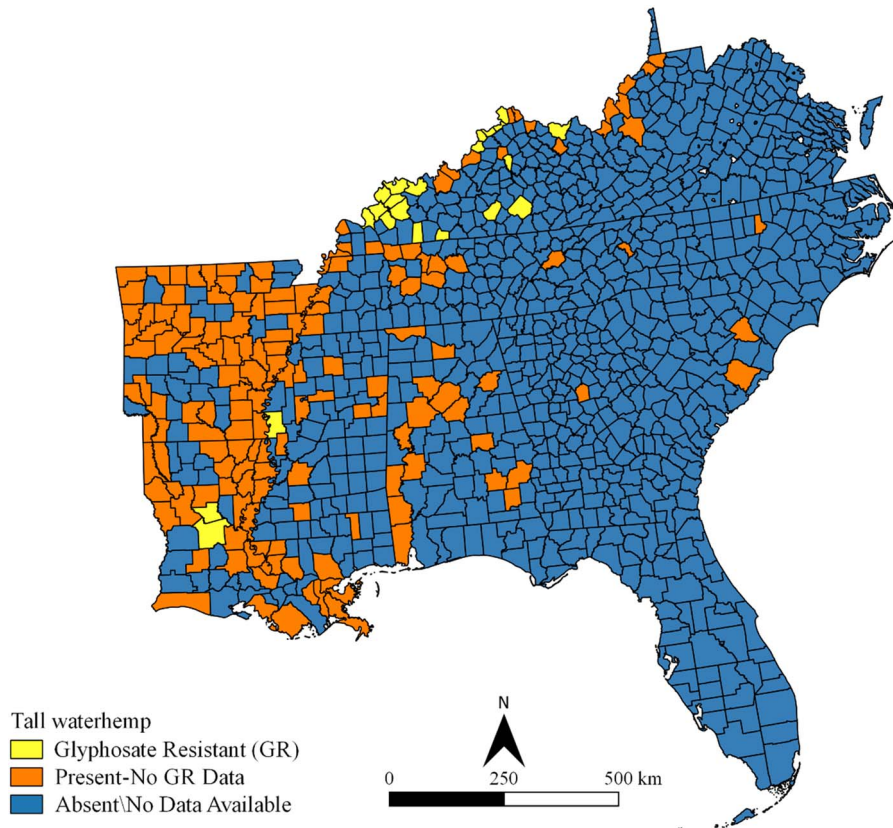 Tall waterhemp
Glyphosate Resistant (GR)
Present-No GR Data
Absent\No Data Available
N
0 250 500 km